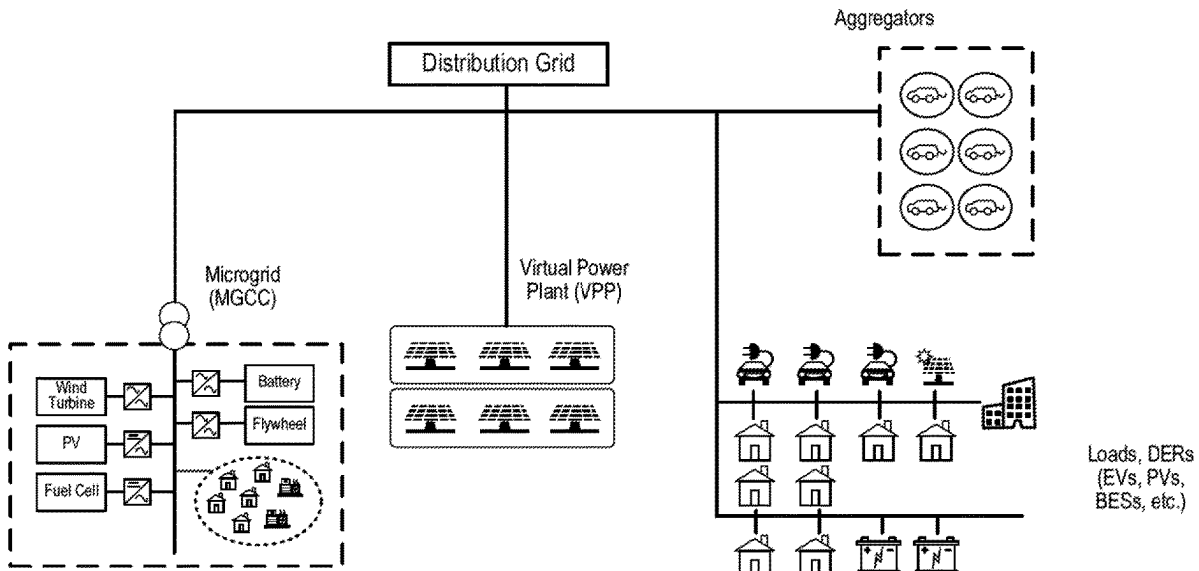 Aggregators
Distribution Grid
Microgrid
(MGCC)
Virtual Power
Plant (VPP)
Wind
Turbine
Battery
PV
Flywheel
Fuel Cell
Loads, DERs
(EVs, PVs,
BESs, etc.)